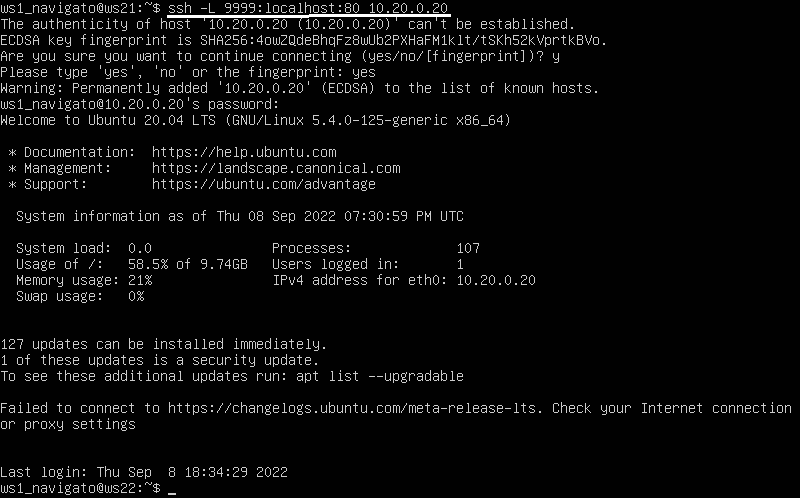 ws1_navigato@ws21:~$ ssh -L 9999:localhost:80 10.20.0.20
The authenticity of host '10.20.0.20 (10.20.0.20)' can't be established.
ECDSA key fingerprint is SHA256:4owZQdeBhqFz8wUb2PXHaFM1klt/tSKh52kVprtkBVo.
Are you sure you want to continue connecting (yes/no/[fingerprint])? y
Please type 'yes', 'no' or the fingerprint: yes
Warning: Permanently added '10.20.0.20' (ECDSA) to the list of known hosts.
ws1_navigato@10.20.0.20's password:
Welcome to Ubuntu 20.04 LTS (GNU/Linux 5.4.0-125-generic x86_64)
* Documentation:  https://help.ubuntu.com
* Management:     https://landscape.canonical.com
* Support:        https://ubuntu.com/advantage
System information as of Thu 08 Sep 2022 07:30:59 PM UTC
System load:  0.0               Processes:             107
Usage of /:   58.5% of 9.74GB   Users logged in:       1
Memory usage: 21%               IPv4 address for eth0: 10.20.0.20
Swap usage:   0%
127 updates can be installed immediately.
1 of these updates is a security update.
To see these additional updates run: apt list --upgradable
Failed to connect to https://changelogs.ubuntu.com/meta-release-lts. Check your Internet connection
or proxy settings
Last login: Thu Sep  8 18:34:29 2022
ws1_navigato@ws22:~$ _